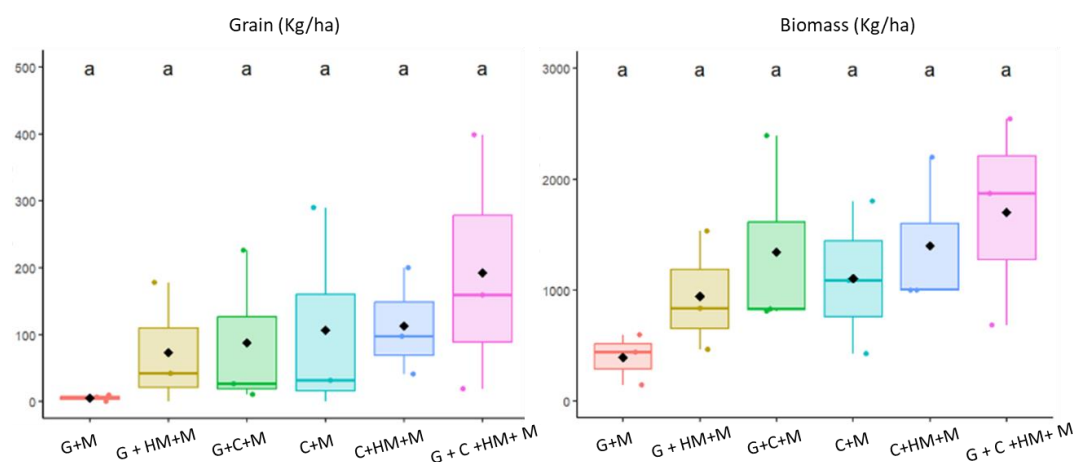 Grain (Kg/ha)
500
400
300
200
100
0
a a a a a a
G+M G + HM+M G+C+M C+M C+HM+M G + C +HM+ M
Biomass (Kg/ha)
3000
2000
1000
0
a a a a a a
G+M G + HM+M G+C+M C+M C+HM+M G + C +HM+ M